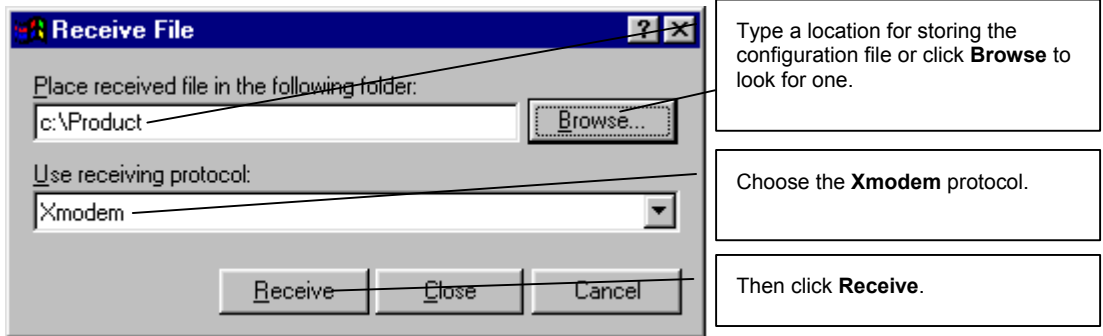 Receive File
Place received file in the following folder:
c:\Product
Browse...
Use receiving protocol:
Xmodem
Receive
Close
Cancel
Type a location for storing the
configuration file or click Browse to
look for one.
Choose the Xmodem protocol.
Then click Receive.